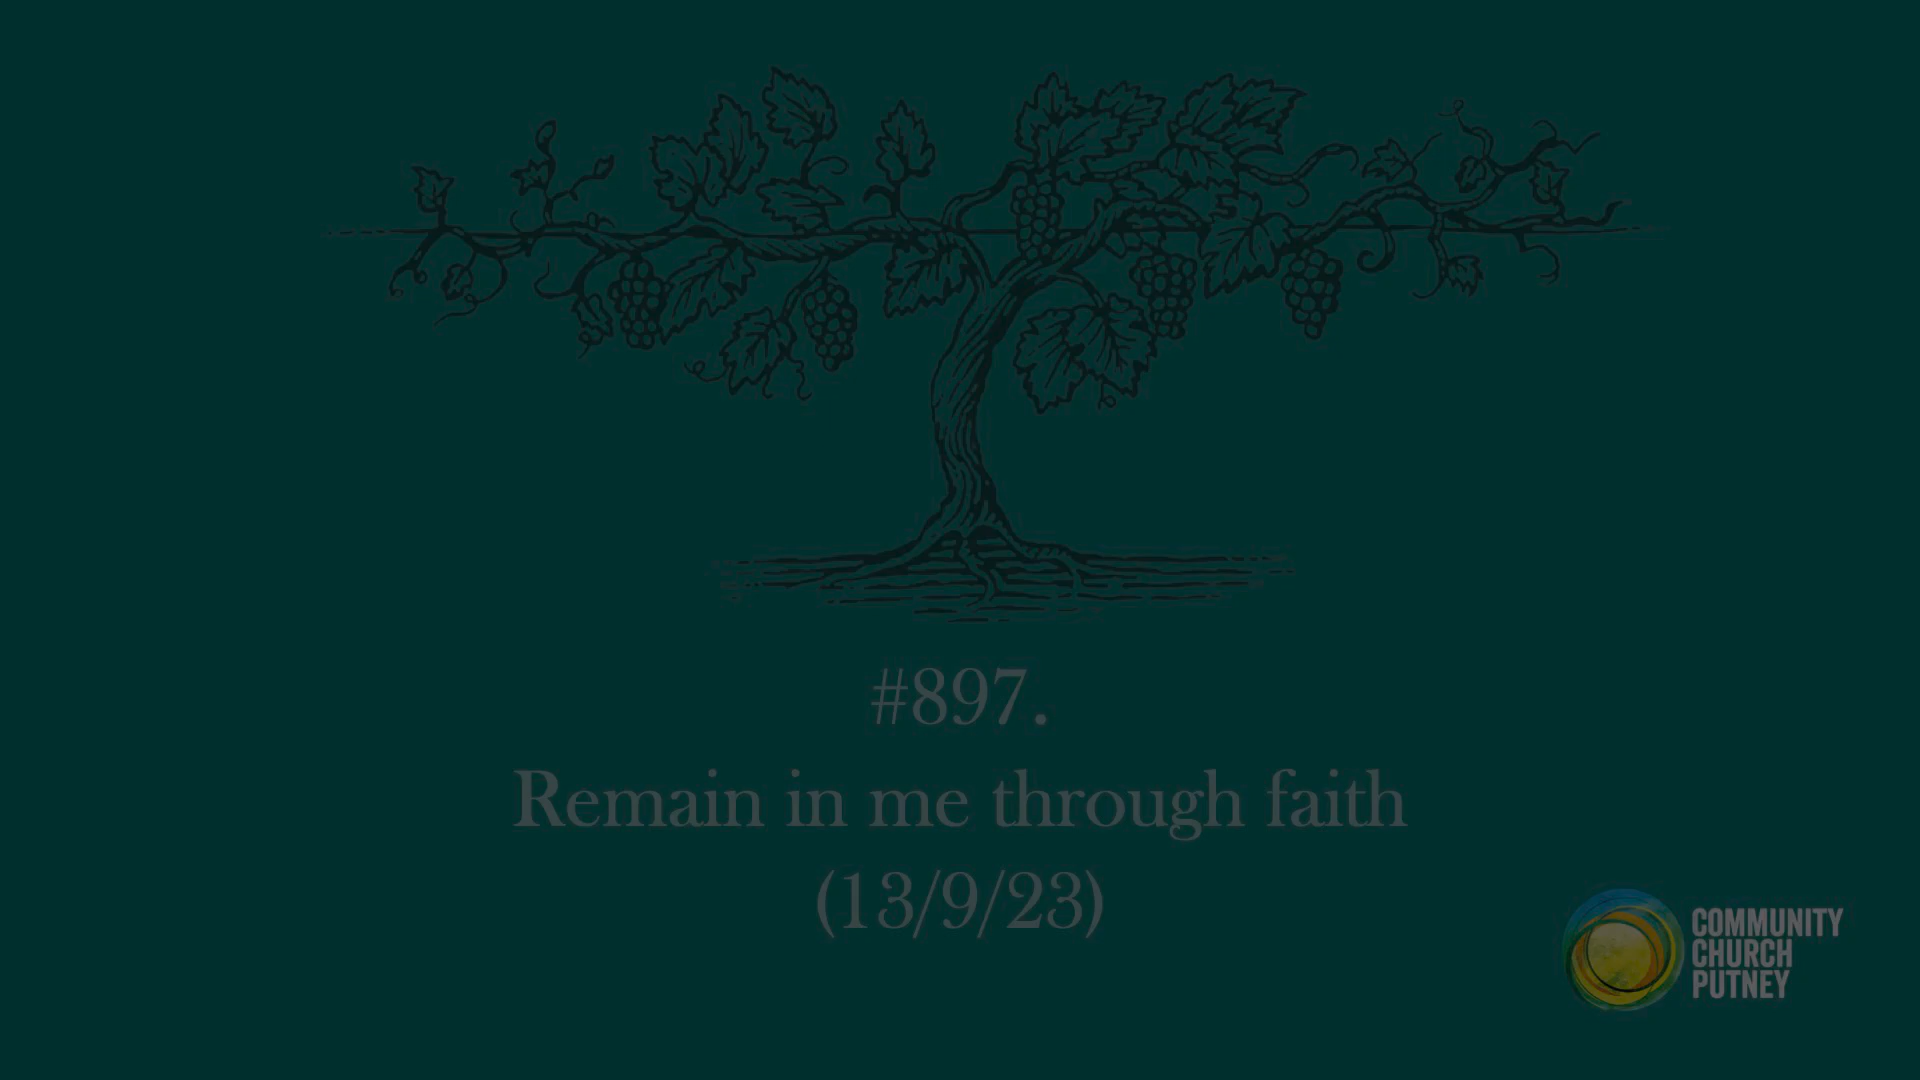 #897.
Remain in me through faith
(13/9/23)
COMMUNITY
CHURCH
PUTNEY